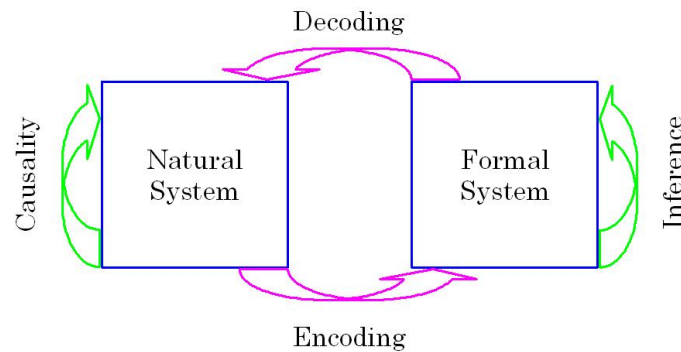 Decoding
Causality
Natural
System
Formal
System
Inference
Encoding